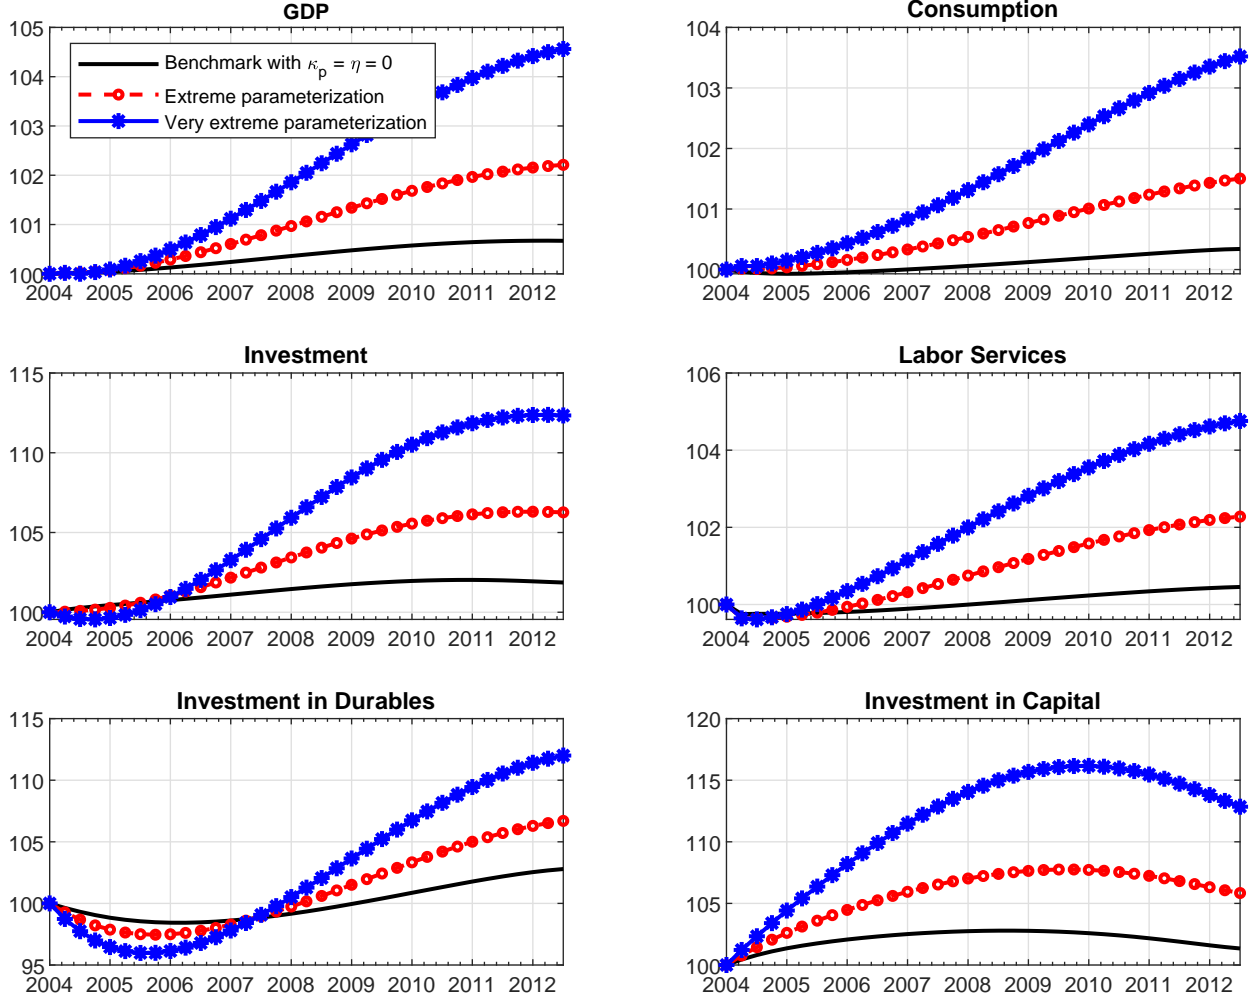 GDP
105
104
103
102
101
100
2004 2005 2006 2007 2008 2009 2010 2011 2012
Benchmark with κp = η = 0
Extreme parameterization
Very extreme parameterization
Consumption
104
103
102
101
100
2004 2005 2006 2007 2008 2009 2010 2011 2012
Investment
115
110
105
100
2004 2005 2006 2007 2008 2009 2010 2011 2012
Labor Services
106
104
102
100
2004 2005 2006 2007 2008 2009 2010 2011 2012
Investment in Durables
115
110
105
100
95
2004 2005 2006 2007 2008 2009 2010 2011 2012
Investment in Capital
120
115
110
105
100
2004 2005 2006 2007 2008 2009 2010 2011 2012